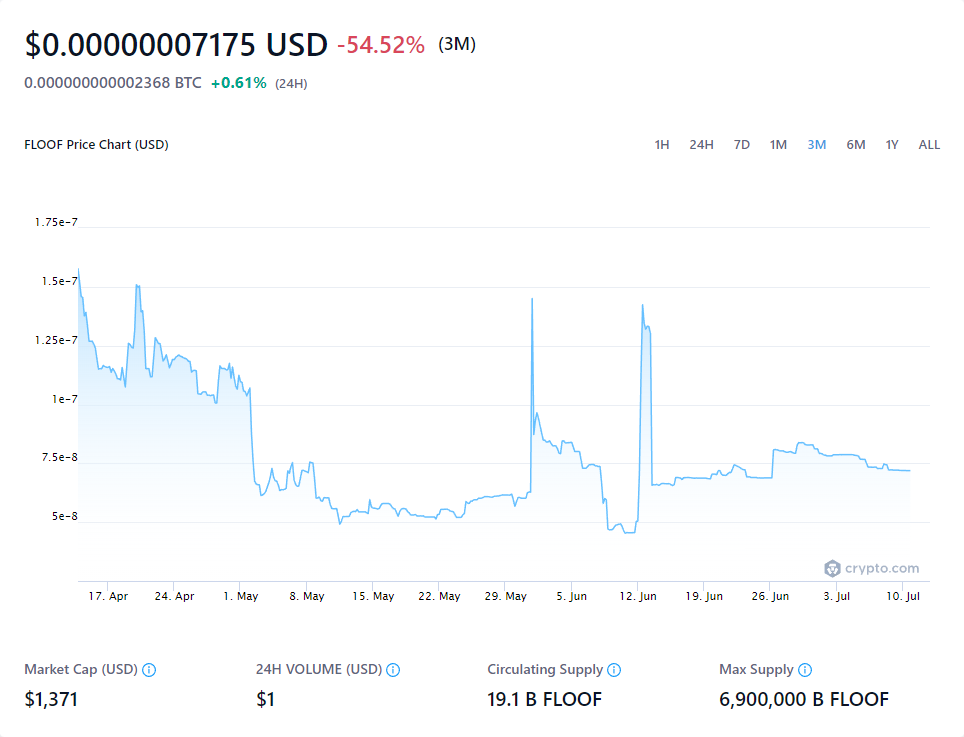 $0.00000007175 USD -54.52% (3M)
0.000000000002368 BTC +0.61% (24H)
FLOOF Price Chart (USD) 1H 24H 7D 1M 3M 6M 1Y ALL
1.75e-7
1.5e-7
1.25e-7
1e-7
7.5e-8
5e-8
crypto.com
17. Apr 24. Apr 1. May 8. May 15. May 22. May 29. May 5. Jun 12. Jun 19. Jun 26. Jun 3. Jul 10. Jul
Market Cap (USD) 24H VOLUME (USD) Circulating Supply Max Supply
$1,371 $1 19.1 B FLOOF 6,900,000 B FLOOF